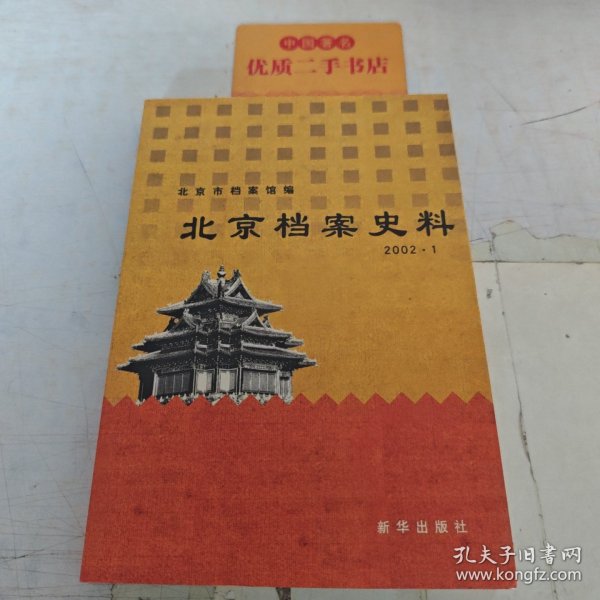 中国著名
优质二手书店
北京市档案馆编
北京档案史料
2002·1
新华出版社
孔夫子旧书网
www.kongfz.com